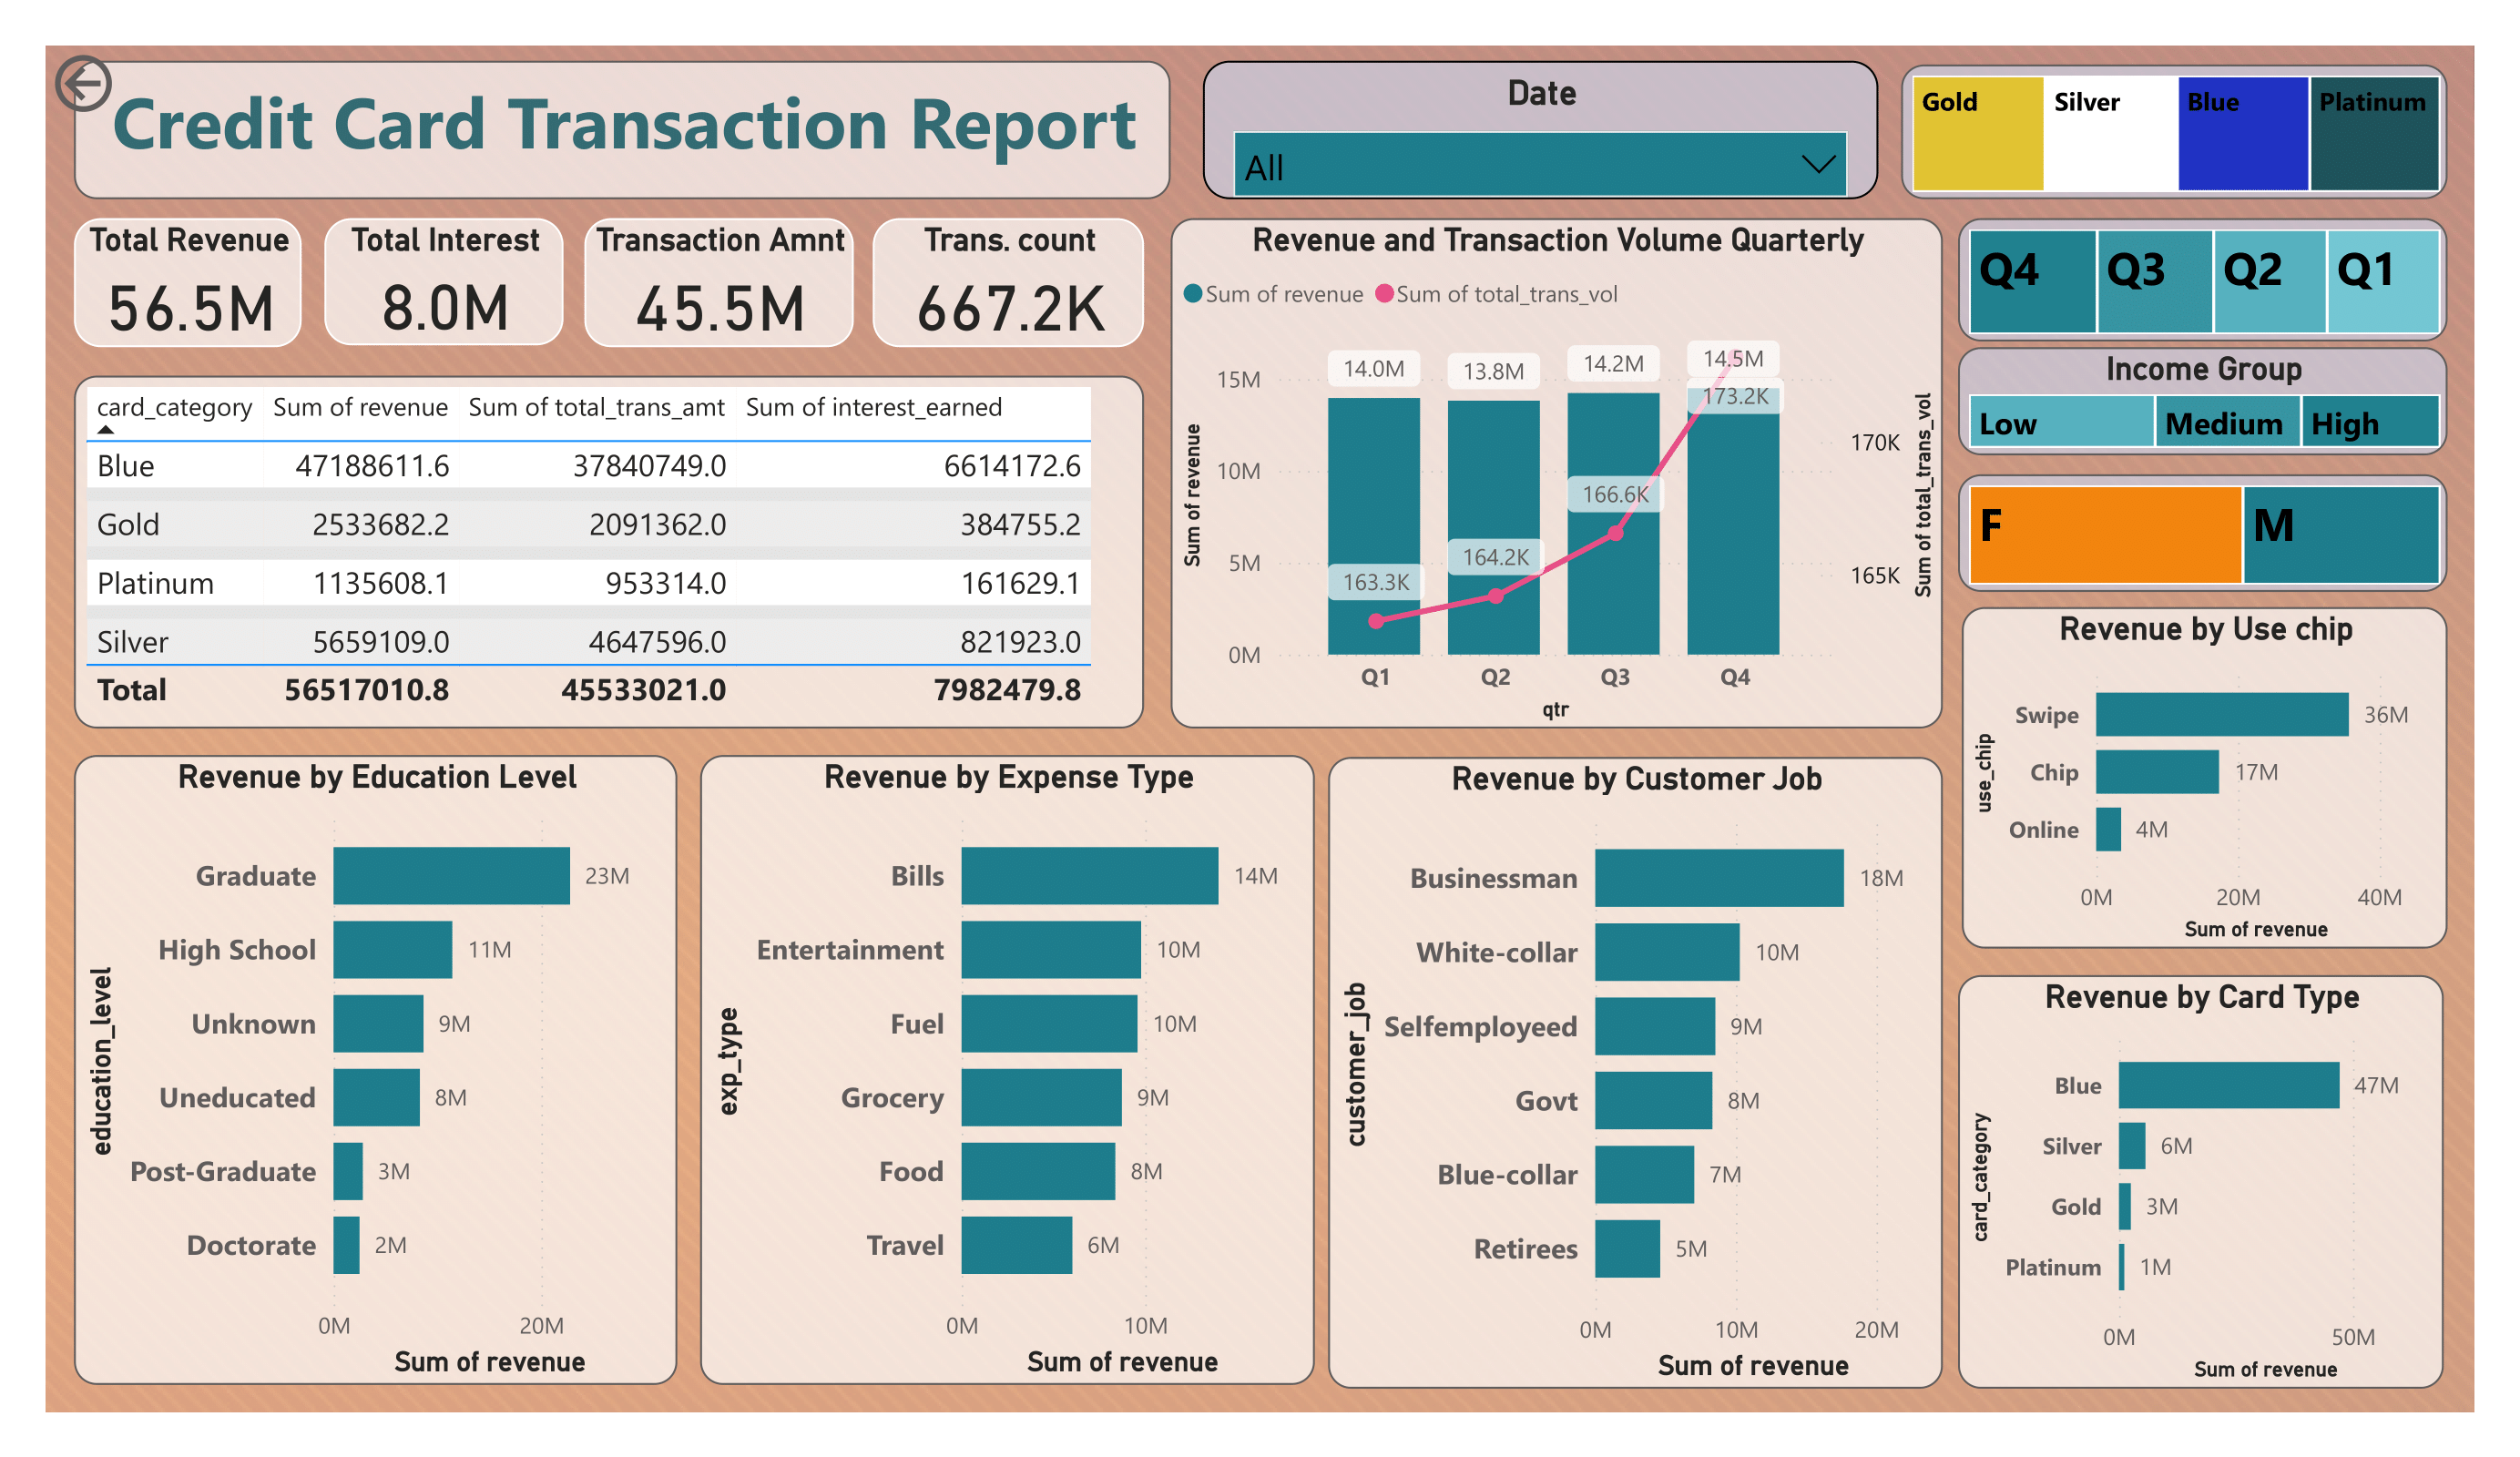 Credit Card Transaction Report
Date
All
Gold Silver Blue Platinum
Total Revenue
56.5M
Total Interest
8.0M
Transaction Amnt
45.5M
Trans. count
667.2K
card_category Sum of revenue Sum of total_trans_amt Sum of interest_earned
Blue 47188611.6 37840749.0 6614172.6
Gold 2533682.2 2091362.0 384755.2
Platinum 1135608.1 953314.0 161629.1
Silver 5659109.0 4647596.0 821923.0
Total 56517010.8 45533021.0 7982479.8
Revenue and Transaction Volume Quarterly
Sum of revenue Sum of total_trans_vol
14.0M 13.8M 14.2M 14.5M
163.3K 164.2K 166.6K 173.2K
15M
10M
5M
0M
Sum of revenue
170K
165K
Sum of total_trans_vol
Q1 Q2 Q3 Q4
qtr
Q4 Q3 Q2 Q1
Income Group
Low Medium High
F M
Revenue by Use chip
use_chip
Swipe 36M
Chip 17M
Online 4M
0M 20M 40M
Sum of revenue
Revenue by Education Level
education_level
Graduate 23M
High School 11M
Unknown 9M
Uneducated 8M
Post-Graduate 3M
Doctorate 2M
0M 20M
Sum of revenue
Revenue by Expense Type
exp_type
Bills 14M
Entertainment 10M
Fuel 10M
Grocery 9M
Food 8M
Travel 6M
0M 10M
Sum of revenue
Revenue by Customer Job
customer_job
Businessman 18M
White-collar 10M
Selfemployeed 9M
Govt 8M
Blue-collar 7M
Retirees 5M
0M 10M 20M
Sum of revenue
Revenue by Card Type
card_category
Blue 47M
Silver 6M
Gold 3M
Platinum 1M
0M 50M
Sum of revenue